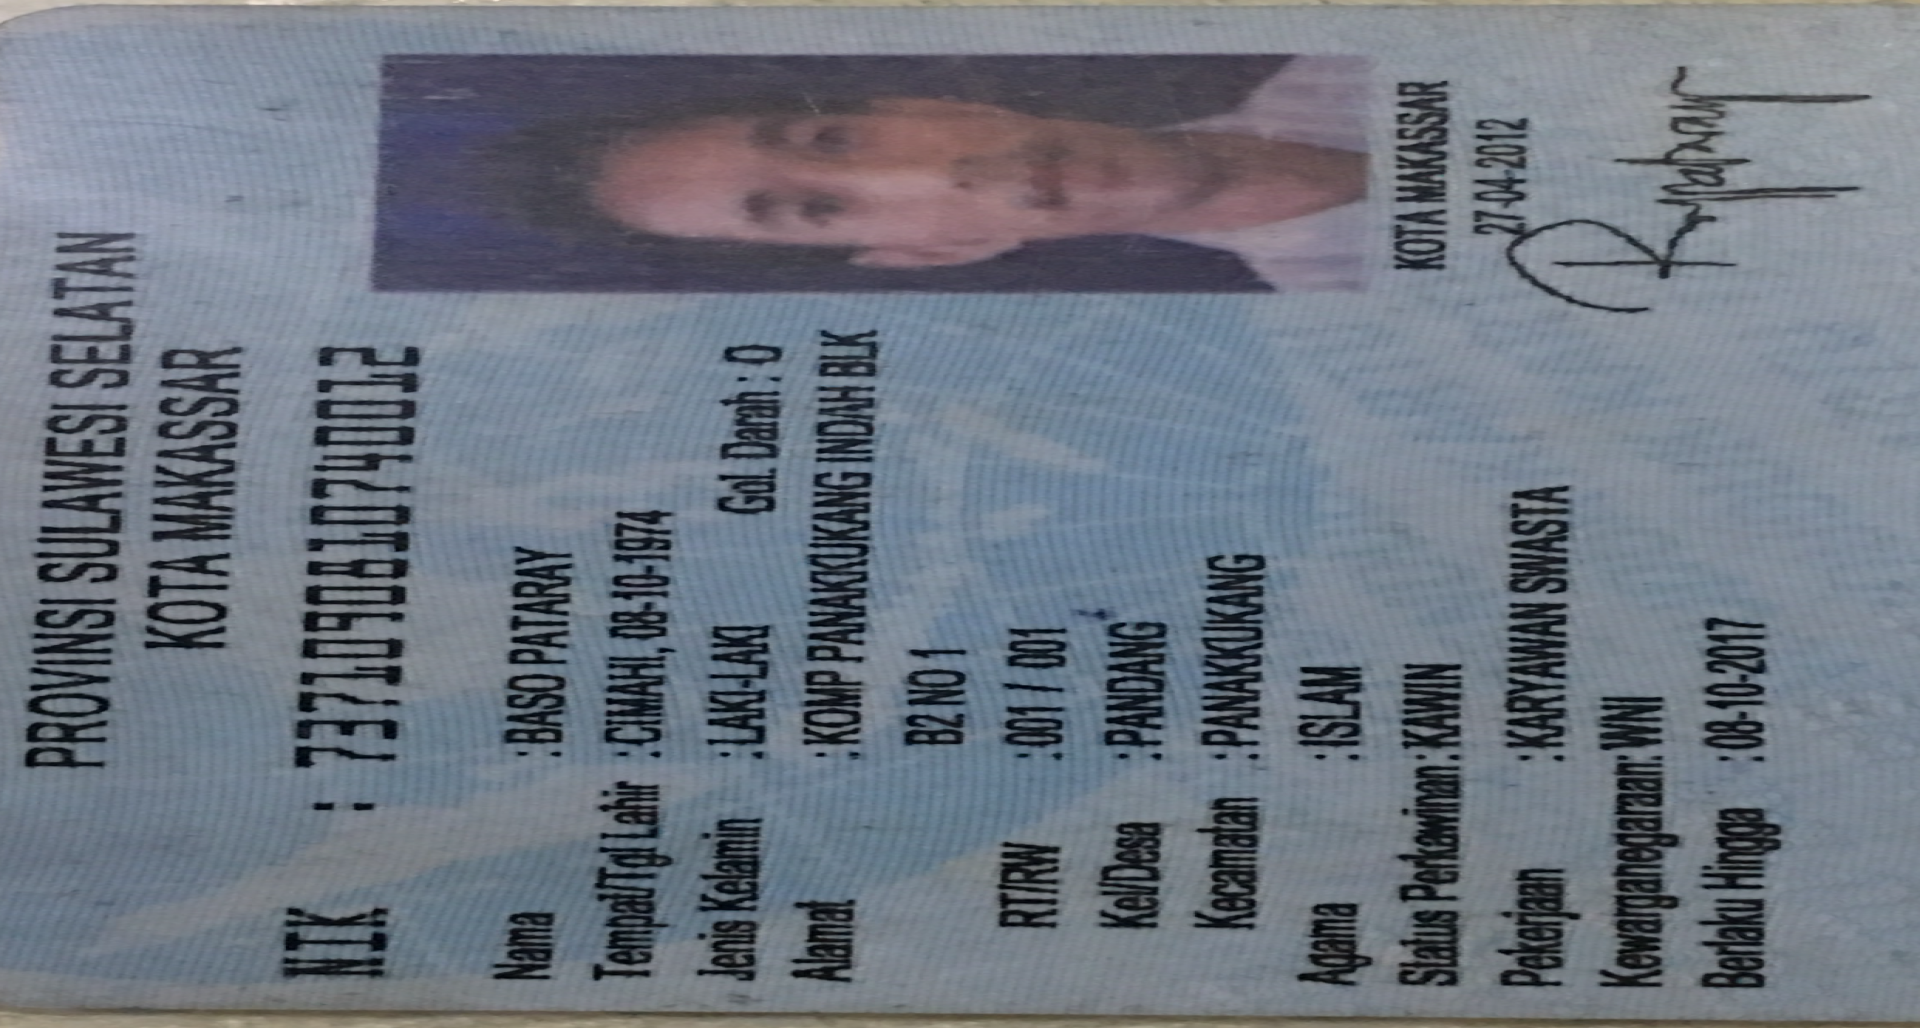 PROVINSI SULAWESI SELATAN
KOTA MAKASSAR
NIK : 7371090810740012
Nama : BASO PATARAY
Tempat/Tgl Lahir : CIMAHI, 08-10-1974
Jenis Kelamin : LAKI-LAKI Gol. Darah : O
Alamat : KOMP PANAKKUKANG INDAH BLK
B2 NO 1
RT/RW : 001 / 001
Kel/Desa : PANDANG
Kecamatan : PANAKKUKANG
Agama : ISLAM
Status Perkawinan : KAWIN
Pekerjaan : KARYAWAN SWASTA
Kewarganegaraan: WNI
Berlaku Hingga : 08-10-2017
KOTA MAKASSAR
27-04-2012